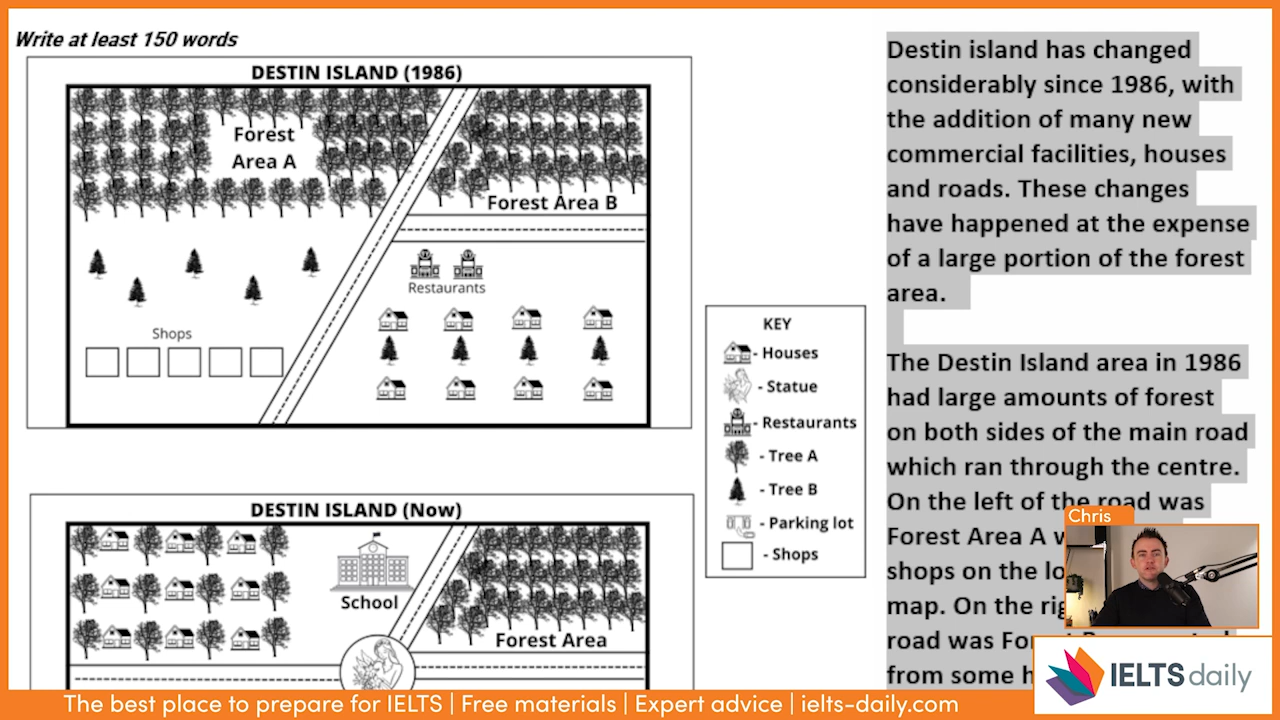 Write at least 150 words
DESTIN ISLAND (1986)
Forest
Area A
Forest Area B
Restaurants
Shops
KEY
- Houses
- Statue
- Restaurants
- Tree A
- Tree B
- Parking lot
- Shops
DESTIN ISLAND (Now)
School
Forest Area
Destin island has changed
considerably since 1986, with
the addition of many new
commercial facilities, houses
and roads. These changes
have happened at the expense
of a large portion of the forest
area.
The Destin Island area in 1986
had large amounts of forest
on both sides of the main road
which ran through the centre.
On the left of the road was
Forest Area A
shops on the
map. On the
road was
from some
Chris
IELTS daily
The best place to prepare for IELTS | Free materials | Expert advice | ielts-daily.com